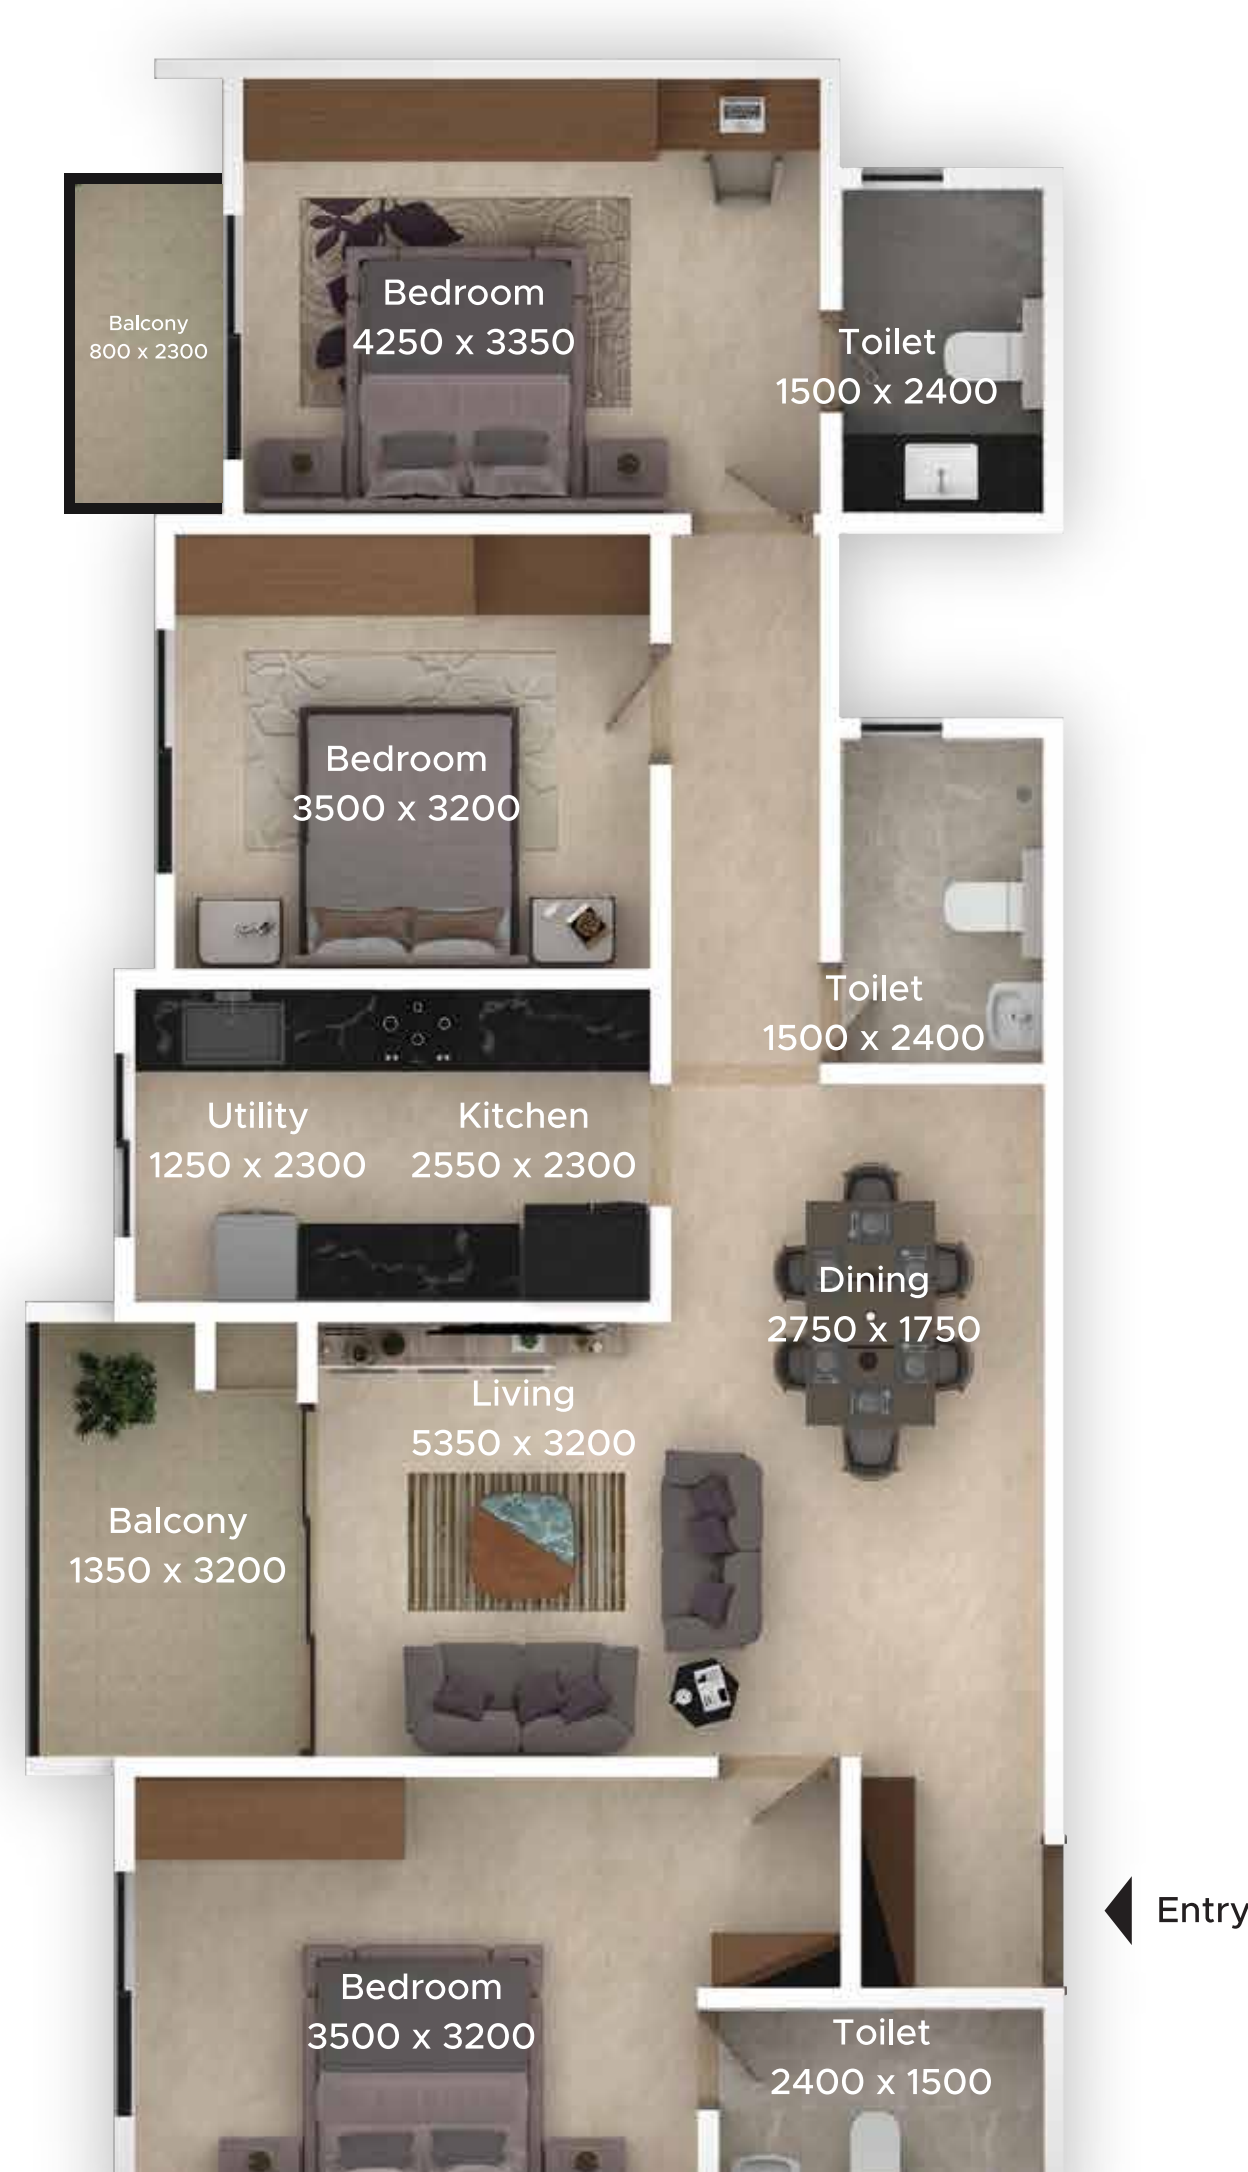 Bedroom
4250 x 3350
Balcony
800 x 2300
Toilet
1500 x 2400
Bedroom
3500 x 3200
Toilet
1500 x 2400
Utility
1250 x 2300
Kitchen
2550 x 2300
Dining
2750 x 1750
Living
5350 x 3200
Balcony
1350 x 3200
Entry
Bedroom
3500 x 3200
Toilet
2400 x 1500